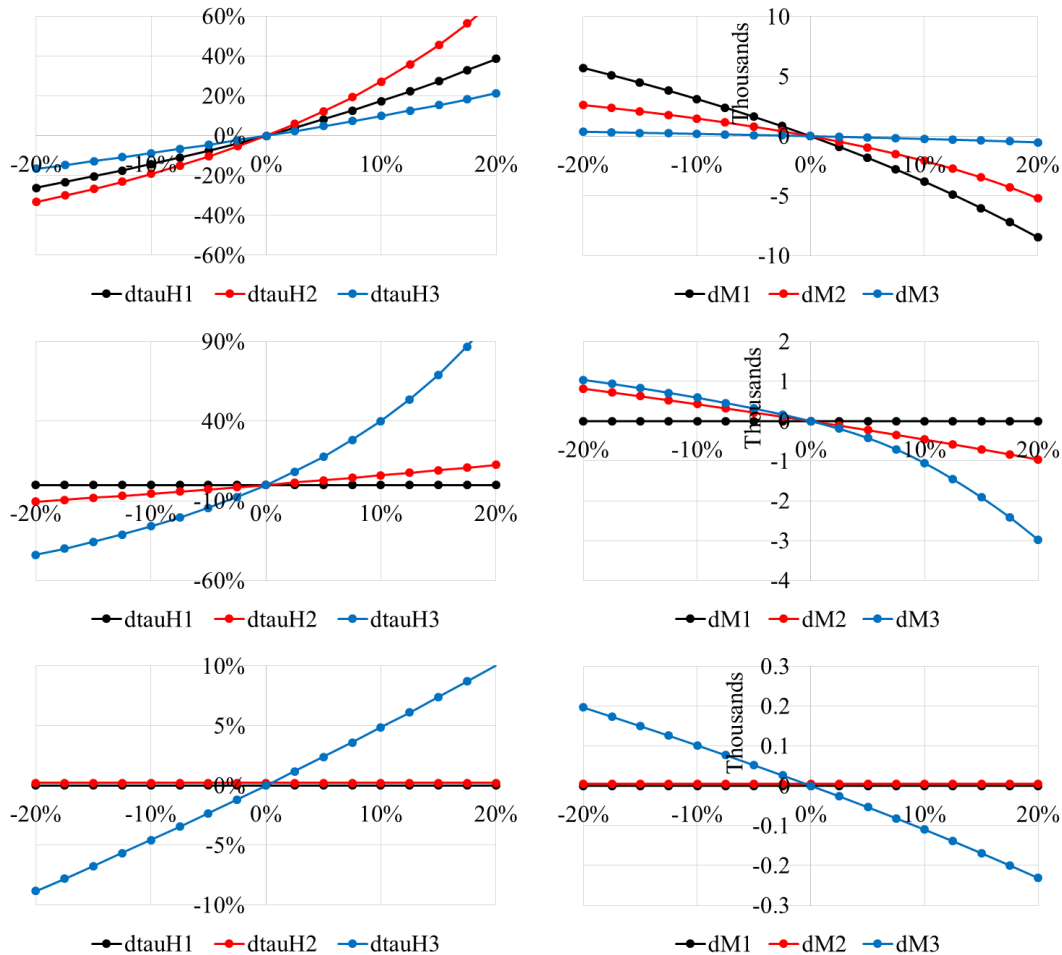 60%
40%
20%
0%
-20% -10% 0% 10% 20%
-20%
-40%
-60%
dtauH1 dtauH2 dtauH3
10
5
0
-5
-10
Thousands
-20% -10% 0% 10% 20%
dM1 dM2 dM3
90%
40%
-10%
-60%
-20% -10% 0% 10% 20%
dtauH1 dtauH2 dtauH3
2
1
0
-1
-2
-3
-4
Thousands
-20% -10% 0% 10% 20%
dM1 dM2 dM3
10%
5%
0%
-5%
-10%
-20% -10% 0% 10% 20%
dtauH1 dtauH2 dtauH3
0.3
0.2
0.1
0
-0.1
-0.2
-0.3
Thousands
-20% -10% 0% 10% 20%
dM1 dM2 dM3